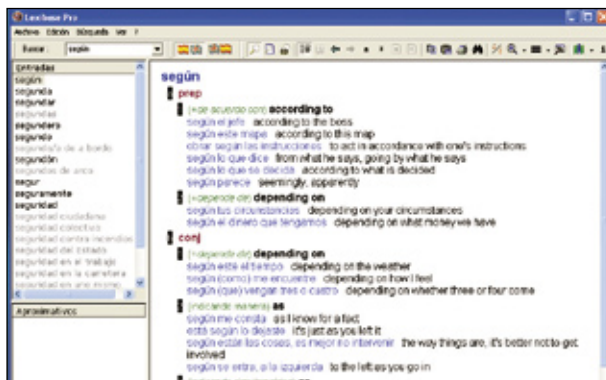 Lexibase Pro
Archivo Edición Búsqueda Ver ?
Buscar: según
Entradas
según
segunda
segundar
segundas
segundero
segundo
segundo/a de a bordo
segundón
segundos de arco
segur
seguramente
seguridad
seguridad ciudadana
seguridad colectiva
seguridad contra incendios
seguridad del Estado
seguridad en el trabajo
seguridad en la carretera
seguridad en uno mismo
Aproximativos
según
prep
(=de acuerdo con) according to
según el jefe according to the boss
según este mapa according to this map
obrar según las instrucciones to act in accordance with one's instructions
según lo que dice from what he says, going by what he says
según lo que se decida according to what is decided
según parece seemingly, apparently
(=depende de) depending on
según tus circunstancias depending on your circumstances
según el dinero que tengamos depending on what money we have
conj
(=depende de) depending on
según esté el tiempo depending on the weather
según (como) me encuentre depending on how I feel
según (que) vengan tres o cuatro depending on whether three or four come
(indicando manera) as
según me consta as I know for a fact
está según lo dejaste it's just as you left it
según están las cosas, es mejor no intervenir the way things are, it's better not to get
involved
según se entra, a la izquierda to the left as you go in